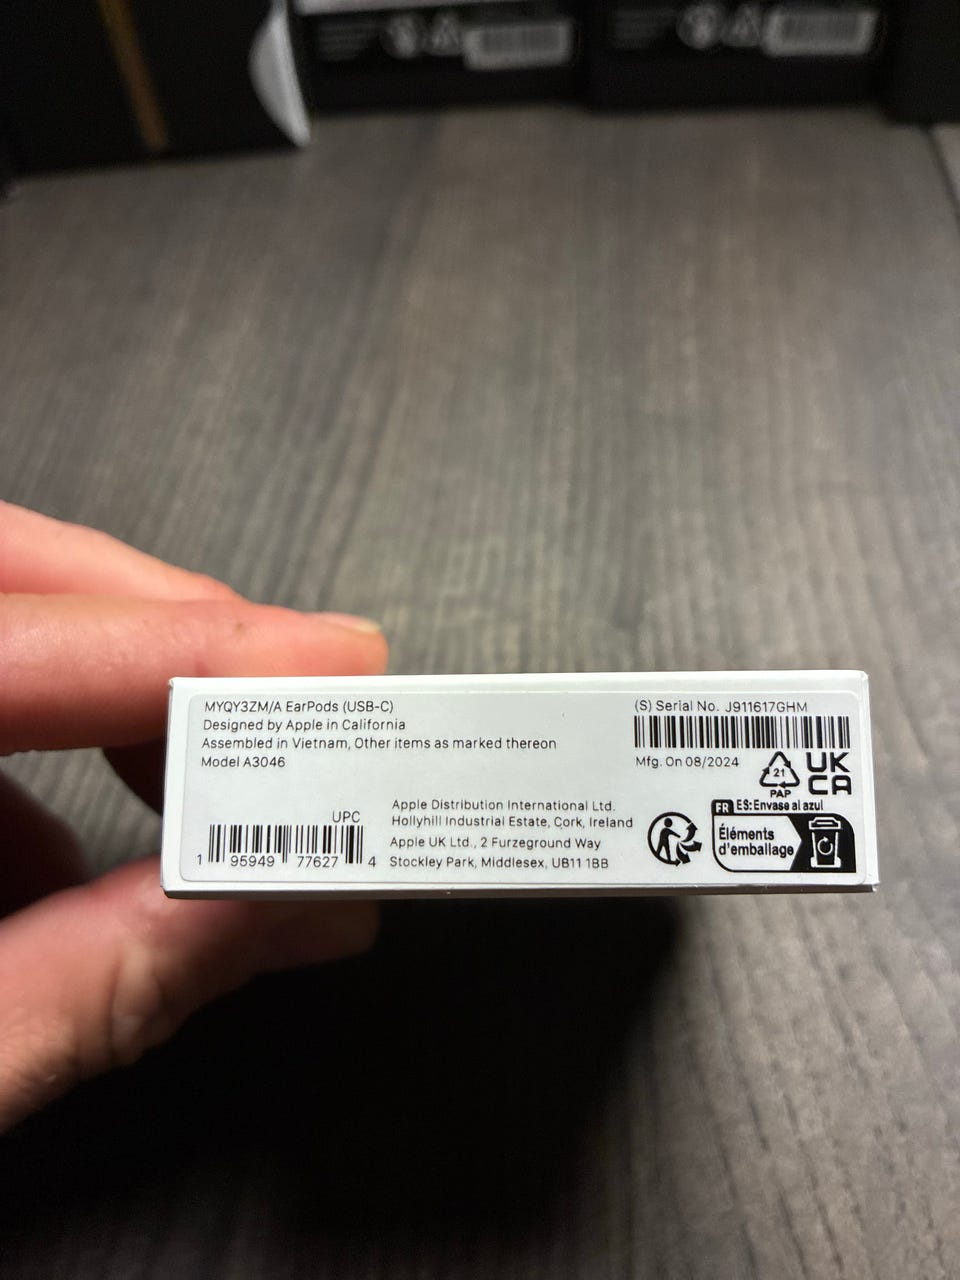 MYQY3ZM/A EarPods (USB-C)
Designed by Apple in California
Assembled in Vietnam, Other items as marked thereon
Model A3046
(S) Serial No. J911617GHM
Mfg. On 08/2024
21
PAP
UK
CA
UPC
1 95949 77627 4
Apple Distribution International Ltd.
Hollyhill Industrial Estate, Cork, Ireland
Apple UK Ltd., 2 Furzeground Way
Stockley Park, Middlesex, UB11 1BB
FR ES: Envase al azul
Éléments
d'emballage